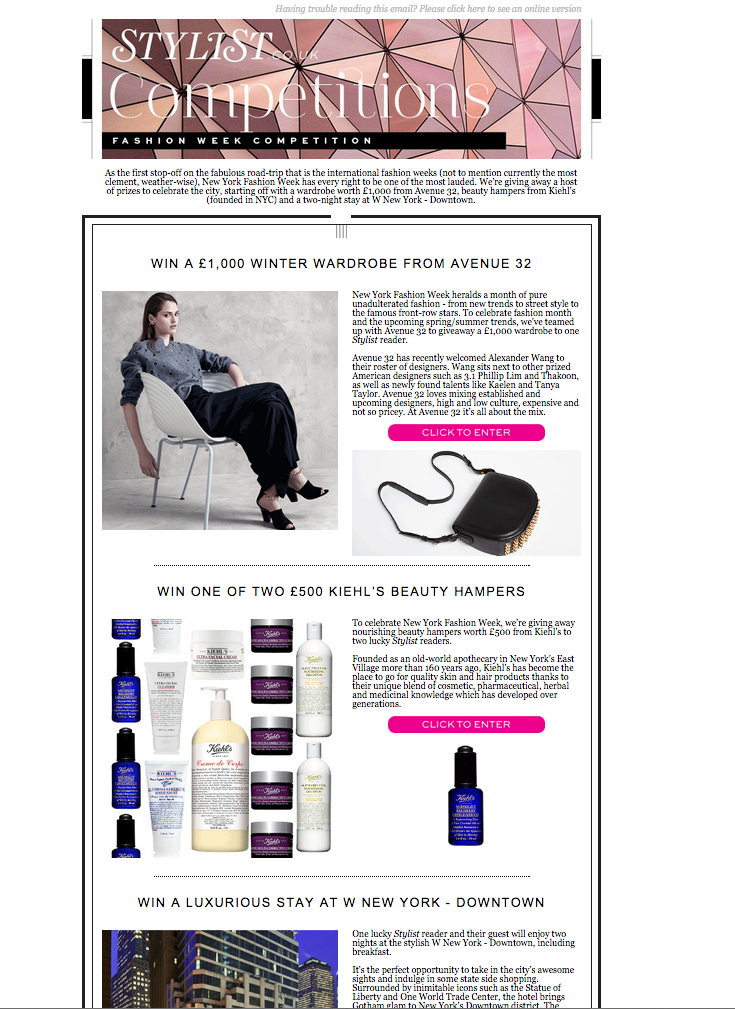 Having trouble reading this email? Please click here to see an online version
STYLIST.CO.UK
Competitions
FASHION WEEK COMPETITION
As the first stop-off on the fabulous road-trip that is the international fashion weeks (not to mention currently the most
clement, weather-wise), New York Fashion Week has every right to be one of the most lauded. We're giving away a host
of prizes to celebrate the city, starting off with a wardrobe worth £1,000 from Avenue 32, beauty hampers from Kiehl's
(founded in NYC) and a two-night stay at W New York - Downtown.
WIN A £1,000 WINTER WARDROBE FROM AVENUE 32
New York Fashion Week heralds a month of pure
unadulterated fashion - from new trends to street style to
the famous front-row stars. To celebrate fashion month
and the upcoming spring/summer trends, we've teamed
up with Avenue 32 to giveaway a £1,000 wardrobe to one
Stylist reader.
Avenue 32 has recently welcomed Alexander Wang to
their roster of designers. Wang sits next to other prized
American designers such as 3.1 Phillip Lim and Thakoon,
as well as newly found talents like Kaelen and Tanya
Taylor. Avenue 32 loves mixing established and
upcoming designers, high and low culture, expensive and
not so pricey. At Avenue 32 it's all about the mix.
CLICK TO ENTER
WIN ONE OF TWO £500 KIEHL'S BEAUTY HAMPERS
To celebrate New York Fashion Week, we're giving away
nourishing beauty hampers worth £500 from Kiehl's to
two lucky Stylist readers.
Founded as an old-world apothecary in New York's East
Village more than 160 years ago, Kiehl's has become the
place to go for quality skin and hair products thanks to
their unique blend of cosmetic, pharmaceutical, herbal
and medicinal knowledge which has developed over
generations.
CLICK TO ENTER
KIEHL'S
ULTRA FACIAL CREAM
KIEHL'S
ULTRA FACIAL
CLEANSER
Kiehl's
Creme de Corps
KIEHL'S
Kiehl's
Kiehl's
MIDNIGHT
RECOVERY
CONCENTRATE
WIN A LUXURIOUS STAY AT W NEW YORK - DOWNTOWN
One lucky Stylist reader and their guest will enjoy two
nights at the stylish W New York - Downtown, including
breakfast.
It's the perfect opportunity to take in the city's awesome
sights and indulge in some state side shopping.
Surrounded by inimitable icons such as the Statue of
Liberty and One World Trade Center, the hotel brings
Gotham glam to New York's Downtown district. The